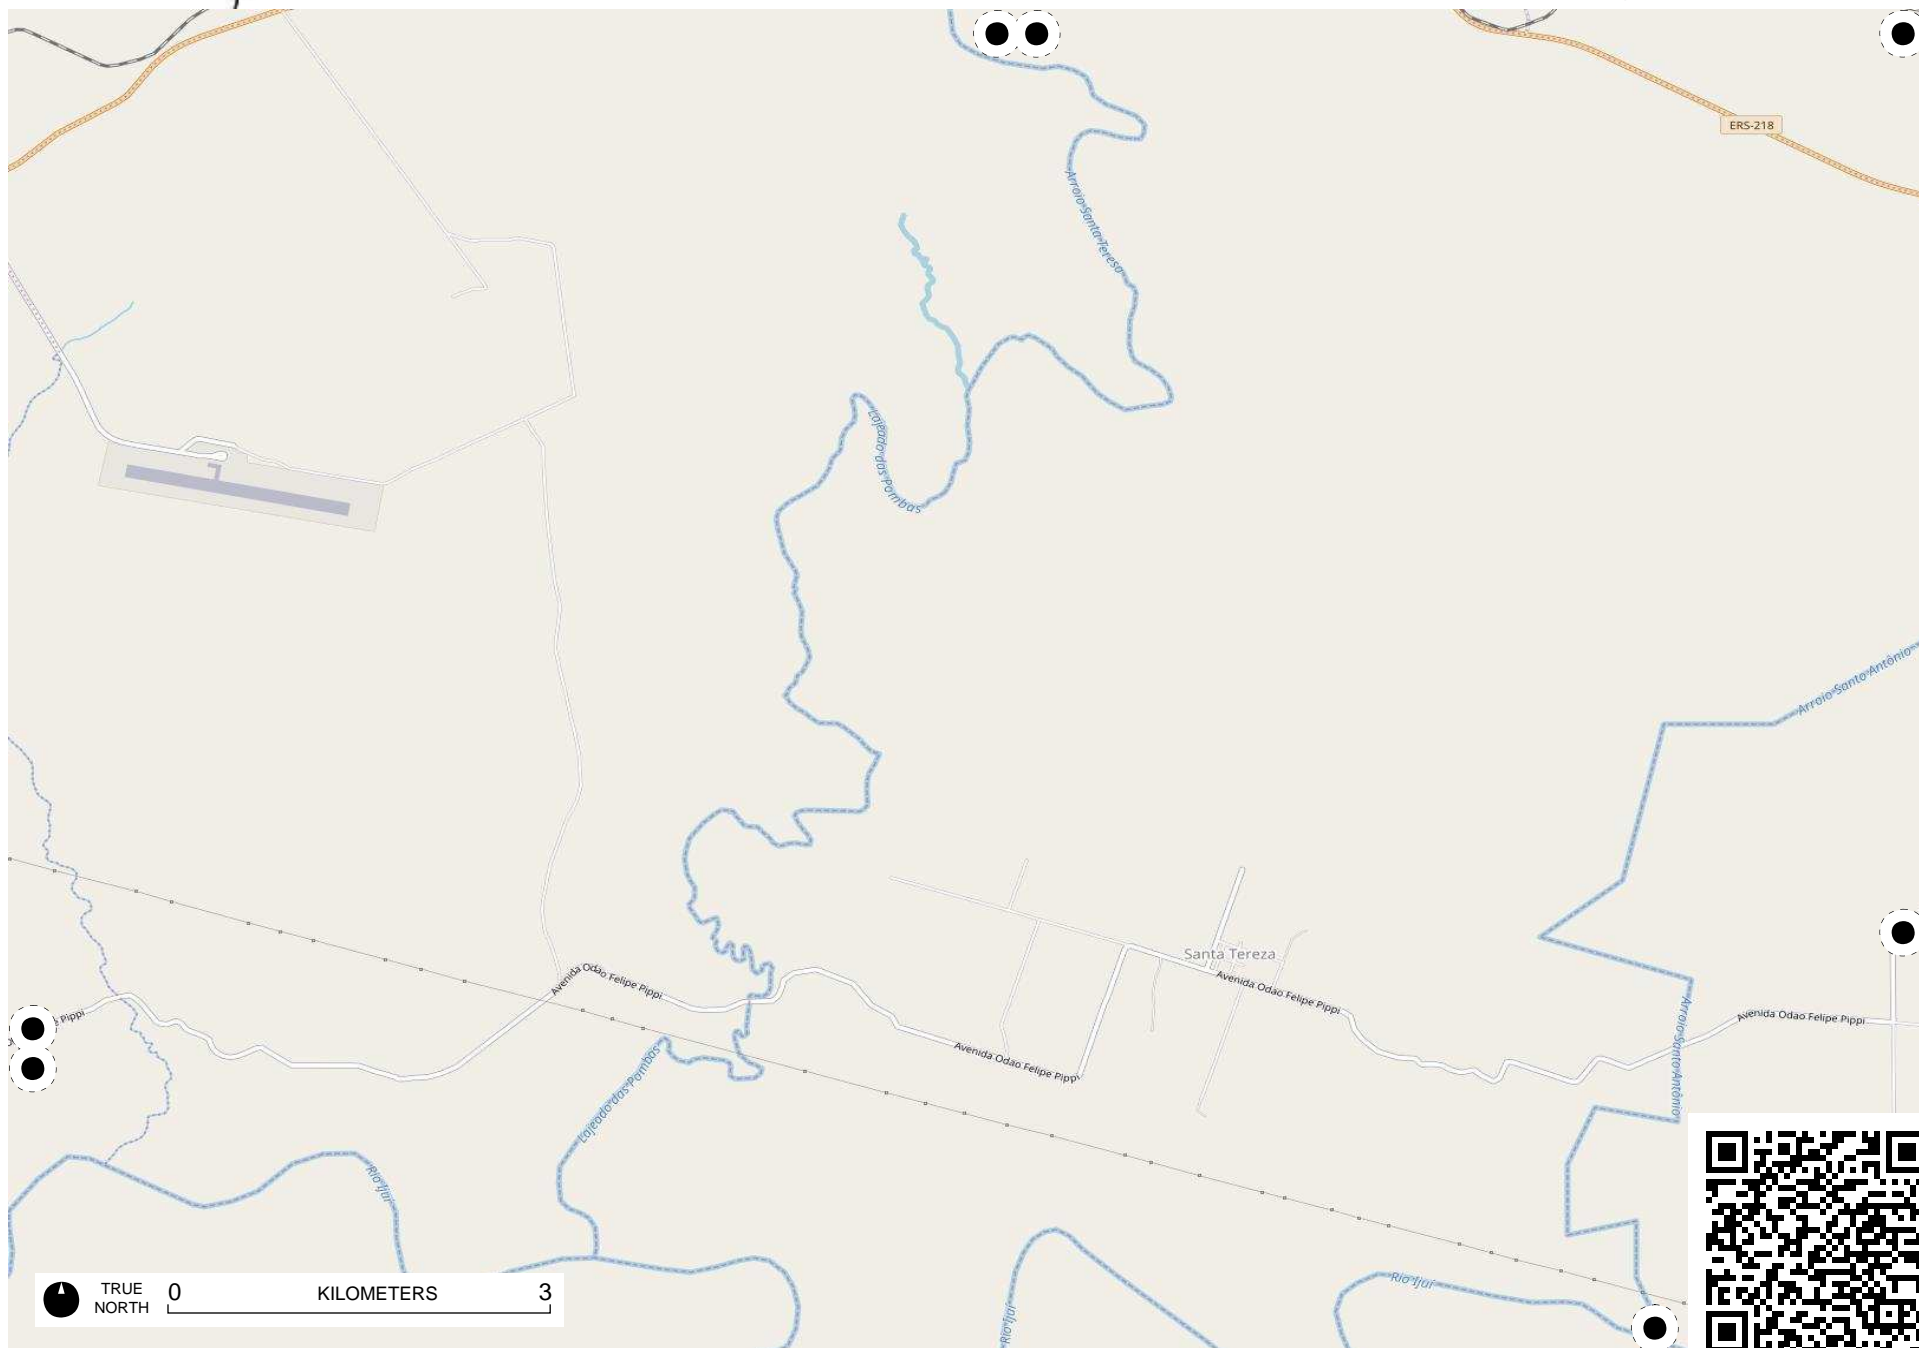 ERS-218
Arroio Santa Teresa
Lajeado das Pombas
Arroio Santo Antônio
Santa Tereza
Avenida Odao Felipe Pippi
Avenida Odao Felipe Pippi
Arroio Santo Antônio
Avenida Odao Felipe Pippi
e Pippi
Avenida Odao Felipe Pippi
Lajeado das Pombas
Rio Ijuí
Rio Ijuí
Rio Ijuí
TRUE
NORTH
0 KILOMETERS 3